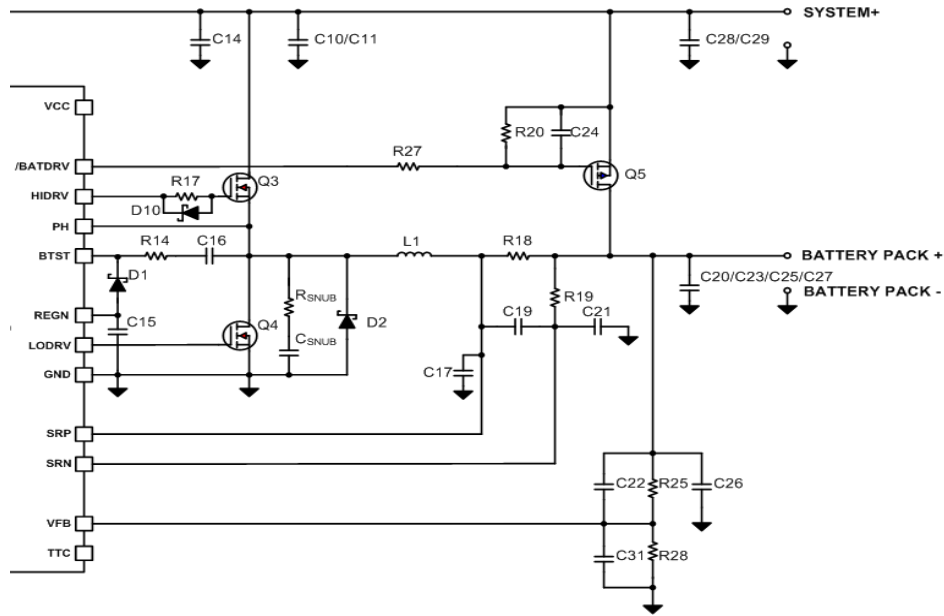 SYSTEM+
C14
C10/C11
C28/C29
VCC
R20
C24
/BATDRV
R27
Q5
R17
Q3
HIDRV
D10
PH
R14
C16
L1
R18
BTST
BATTERY PACK +
D1
C20/C23/C25/C27
RSNUB
R19
BATTERY PACK -
REGN
C15
D2
C19
C21
Q4
LODRV
CSNUB
GND
C17
SRP
SRN
C22
R25
C26
VFB
C31
R28
TTC